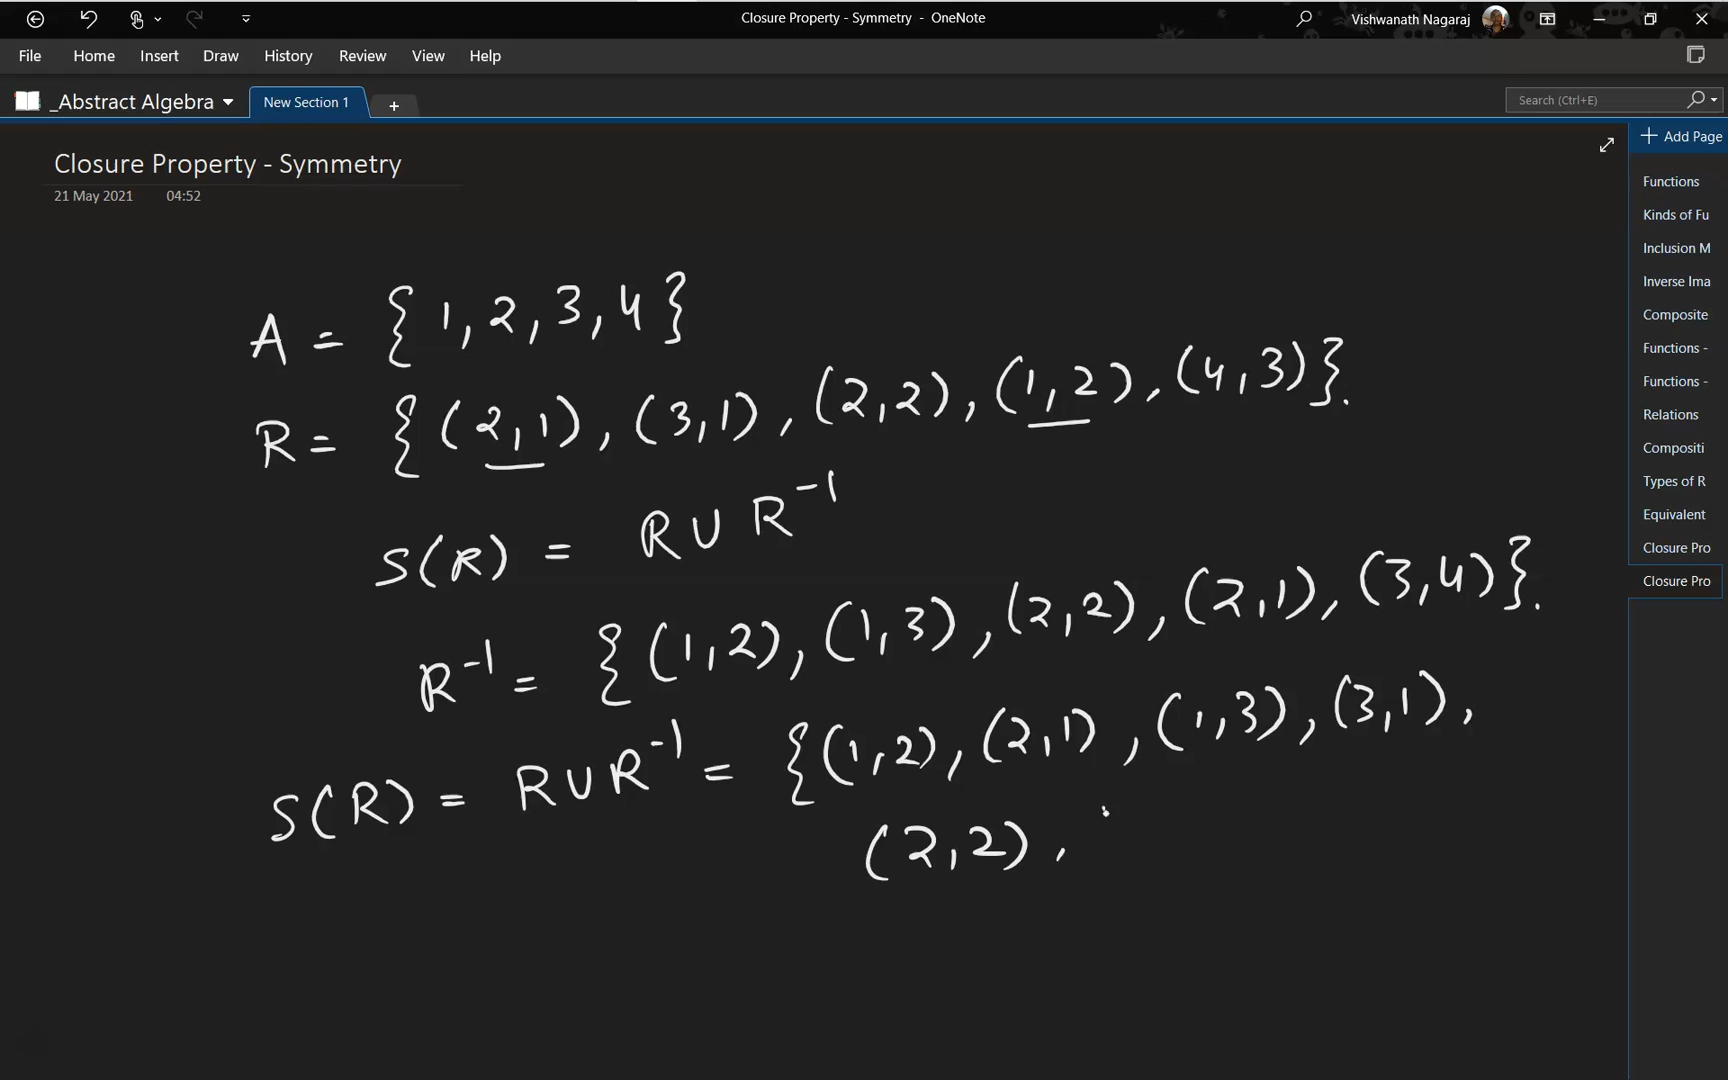 Closure Property - Symmetry - OneNote
Vishwanath Nagaraj
File Home Insert Draw History Review View Help
_Abstract Algebra
New Section 1
+
Search (Ctrl+E)
Add Page
Closure Property - Symmetry
21 May 2021 04:52
A = {1, 2, 3, 4}
R = {(2,1), (3,1), (2,2), (1,2), (4,3)}.
S(R) = R ∪ R⁻¹
R⁻¹ = {(1,2), (1,3), (2,2), (2,1), (3,4)}.
S(R) = R ∪ R⁻¹ = {(1,2), (2,1), (1,3), (3,1),
(2,2),
Functions
Kinds of Fu
Inclusion M
Inverse Ima
Composite
Functions -
Functions -
Relations
Compositi
Types of R
Equivalent
Closure Pro
Closure Pro